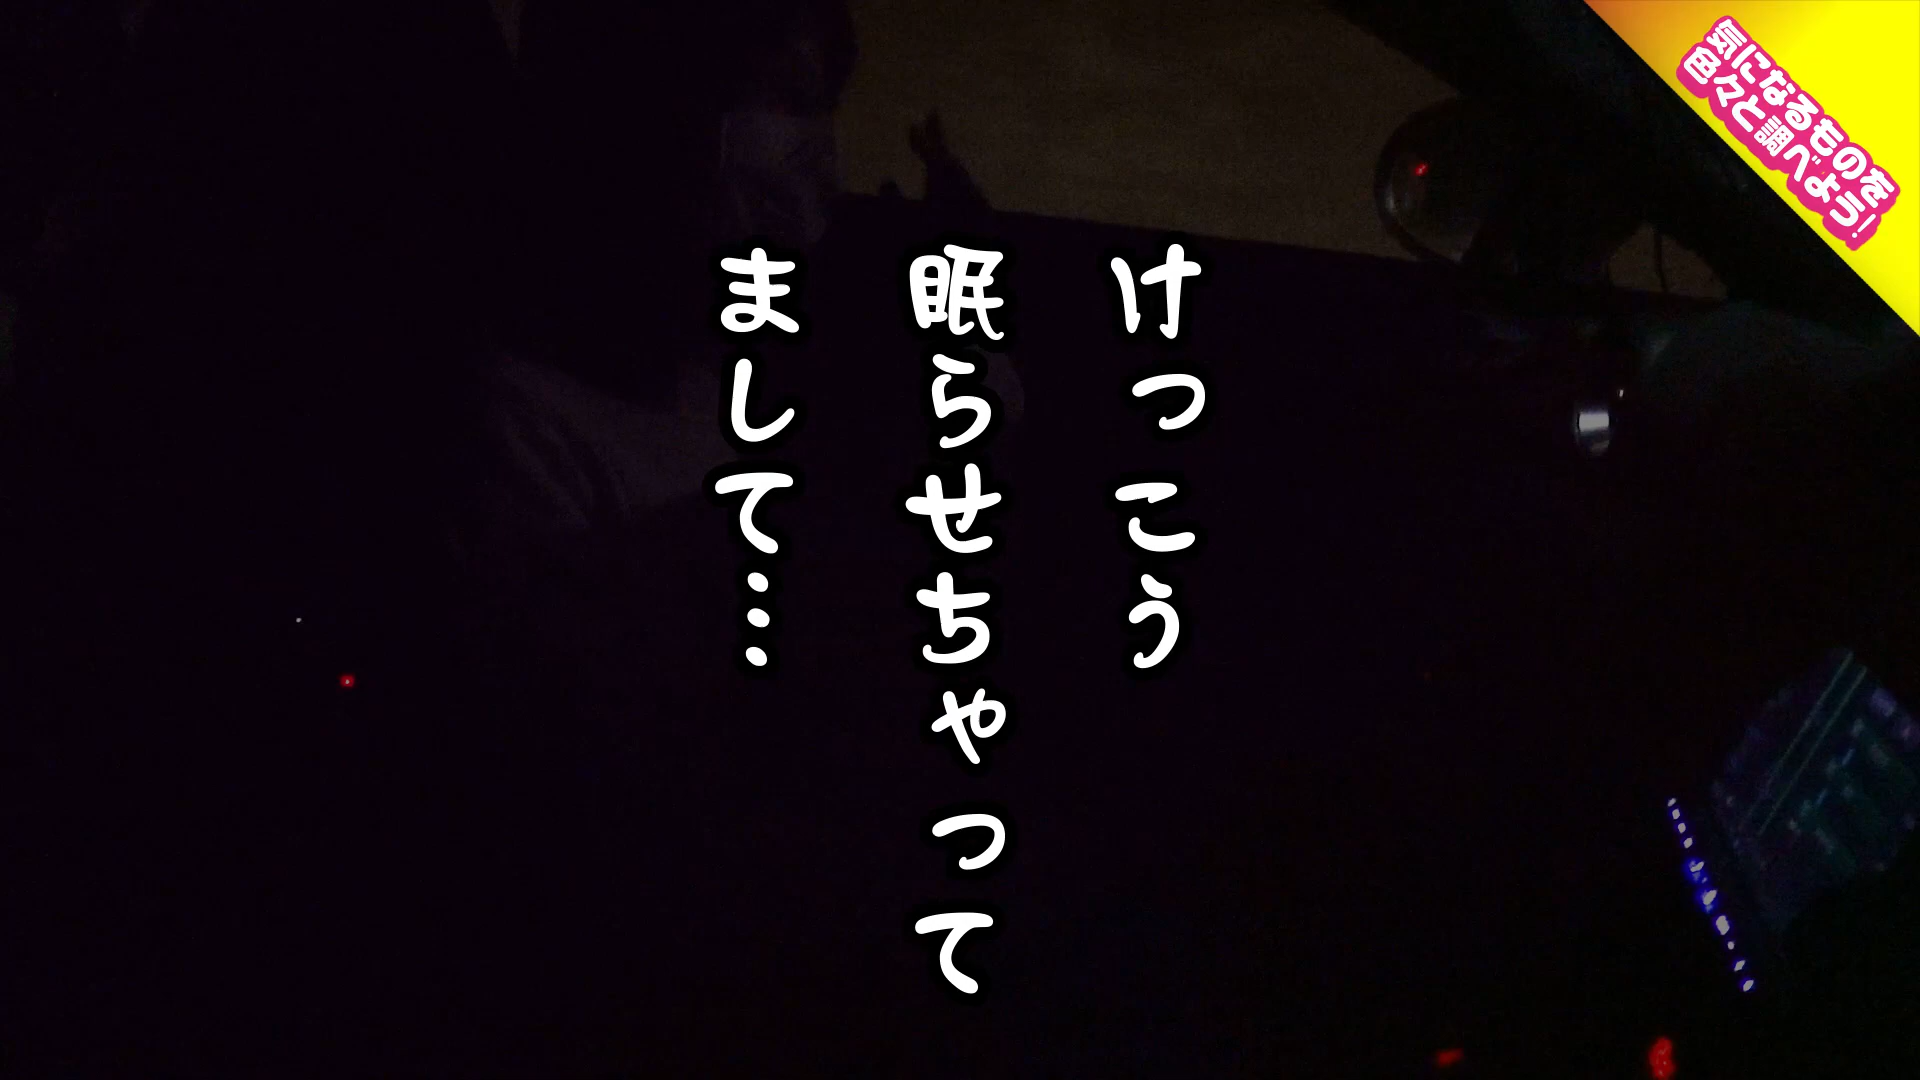 けっこう
眠らせちゃって
まして…
気になるものを
色々と調べよう!